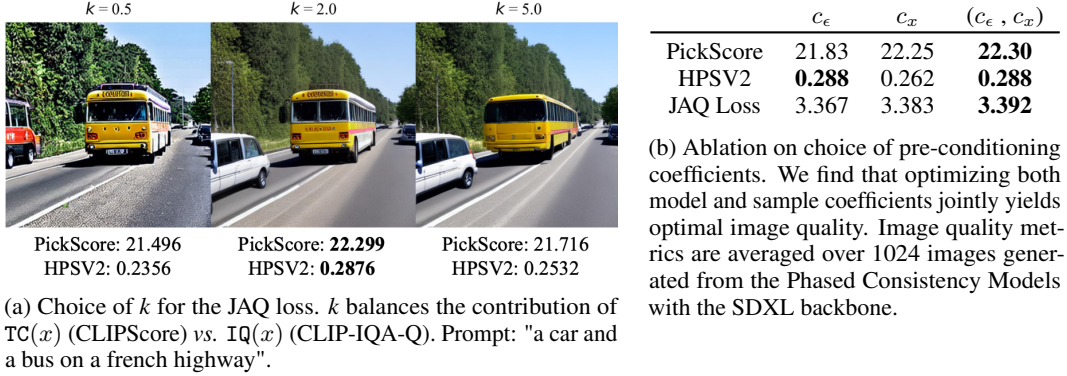 k = 0.5 k = 2.0 k = 5.0
PickScore: 21.496 PickScore: 22.299 PickScore: 21.716
HPSV2: 0.2356 HPSV2: 0.2876 HPSV2: 0.2532
(a) Choice of k for the JAQ loss. k balances the contribution of
TC(x) (CLIPScore) vs. IQ(x) (CLIP-IQA-Q). Prompt: "a car and
a bus on a french highway".
c_ϵ c_x (c_ϵ , c_x)
PickScore 21.83 22.25 22.30
HPSV2 0.288 0.262 0.288
JAQ Loss 3.367 3.383 3.392
(b) Ablation on choice of pre-conditioning
coefficients. We find that optimizing both
model and sample coefficients jointly yields
optimal image quality. Image quality met-
rics are averaged over 1024 images gener-
ated from the Phased Consistency Models
with the SDXL backbone.